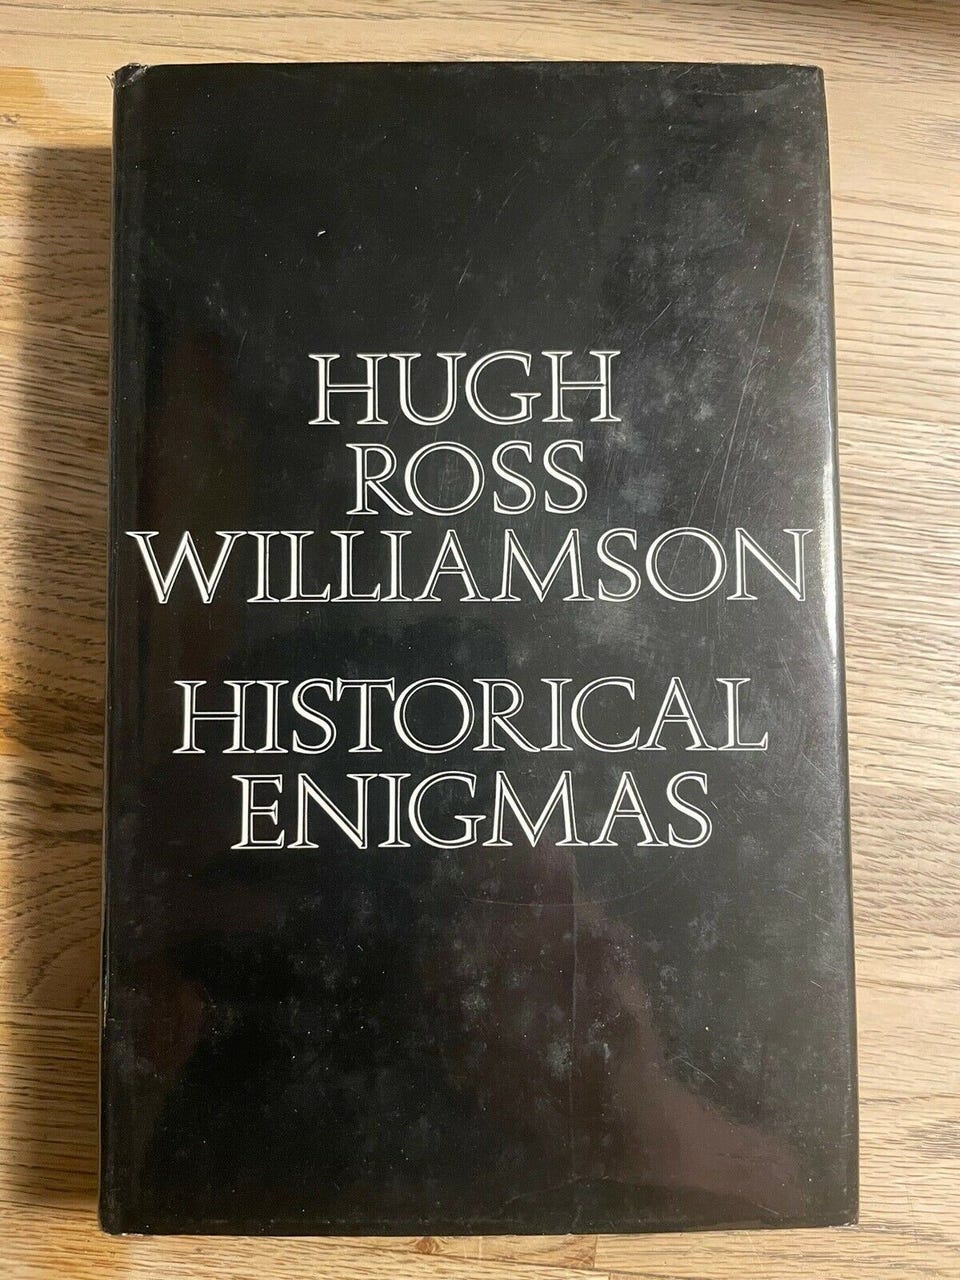 HUGH
ROSS
WILLIAMSON
HISTORICAL
ENIGMAS